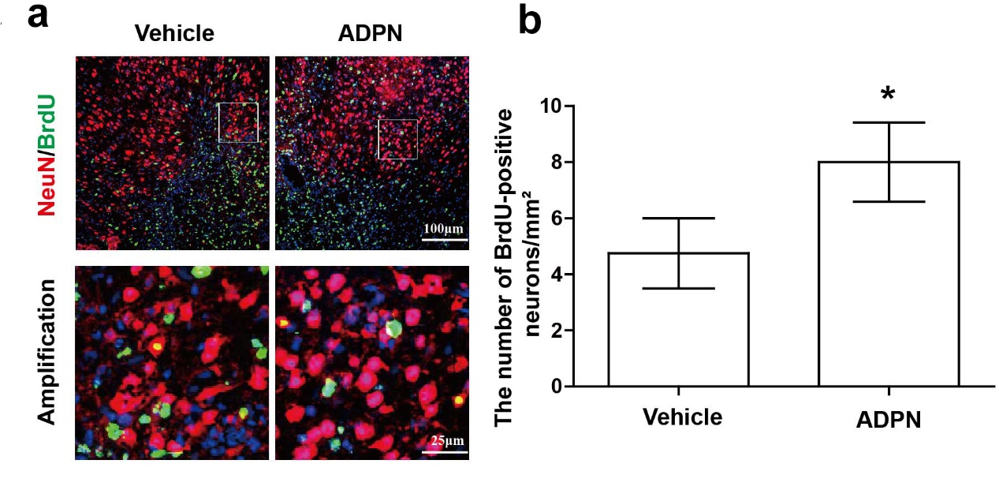 a
Vehicle
ADPN
NeuN/BrdU
100μm
Amplification
25μm
b
*
The number of BrdU-positive
neurons/mm²
10
8
6
4
2
0
Vehicle
ADPN